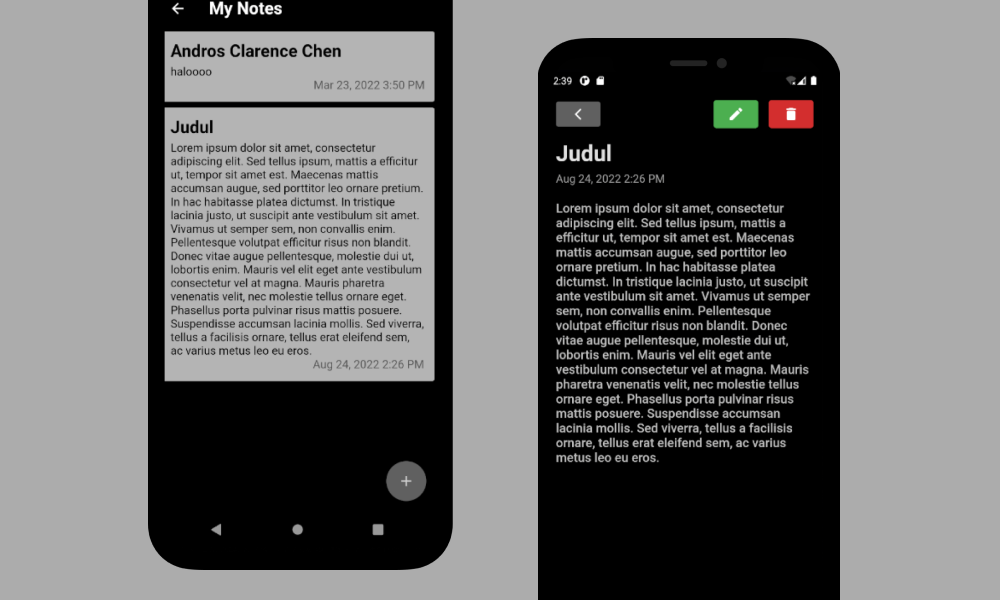 My Notes
Andros Clarence Chen
haloooo
Mar 23, 2022 3:50 PM
Judul
Lorem ipsum dolor sit amet, consectetur
adipiscing elit. Sed tellus ipsum, mattis a efficitur
ut, tempor sit amet est. Maecenas mattis
accumsan augue, sed porttitor leo ornare pretium.
In hac habitasse platea dictumst. In tristique
lacinia justo, ut suscipit ante vestibulum sit amet.
Vivamus ut semper sem, non convallis enim.
Pellentesque volutpat efficitur risus non blandit.
Donec vitae augue pellentesque, molestie dui ut,
lobortis enim. Mauris vel elit eget ante vestibulum
consectetur vel at magna. Mauris pharetra
venenatis velit, nec molestie tellus ornare eget.
Phasellus porta pulvinar risus mattis posuere.
Suspendisse accumsan lacinia mollis. Sed viverra,
tellus a facilisis ornare, tellus erat eleifend sem,
ac varius metus leo eu eros.
Aug 24, 2022 2:26 PM
2:39
Judul
Aug 24, 2022 2:26 PM
Lorem ipsum dolor sit amet, consectetur
adipiscing elit. Sed tellus ipsum, mattis a
efficitur ut, tempor sit amet est. Maecenas
mattis accumsan augue, sed porttitor leo
ornare pretium. In hac habitasse platea
dictumst. In tristique lacinia justo, ut suscipit
ante vestibulum sit amet. Vivamus ut semper
sem, non convallis enim. Pellentesque
volutpat efficitur risus non blandit. Donec
vitae augue pellentesque, molestie dui ut,
lobortis enim. Mauris vel elit eget ante
vestibulum consectetur vel at magna. Mauris
pharetra venenatis velit, nec molestie tellus
ornare eget. Phasellus porta pulvinar risus
mattis posuere. Suspendisse accumsan
lacinia mollis. Sed viverra, tellus a facilisis
ornare, tellus erat eleifend sem, ac varius
metus leo eu eros.